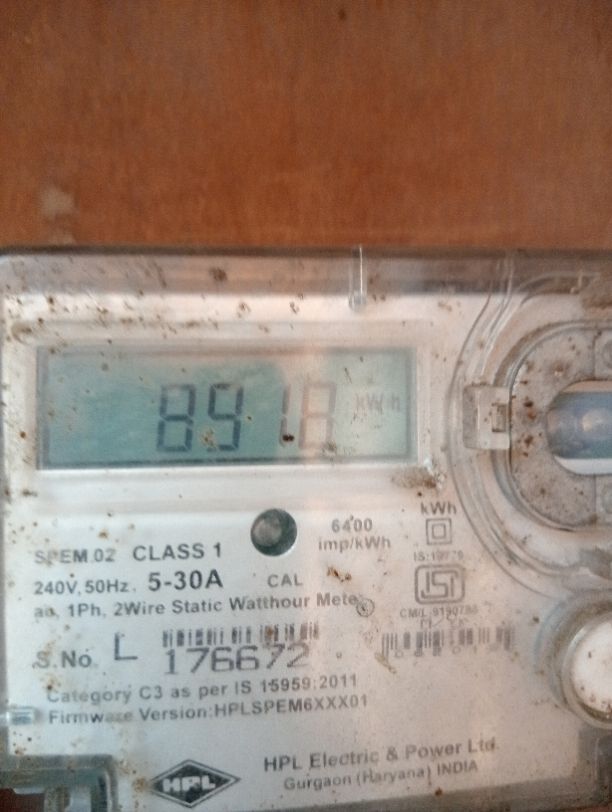 891.8 kWh
6400
imp/kWh
kWh
SPEM.02 CLASS 1
240V, 50Hz, 5-30A CAL
ac, 1Ph, 2Wire Static Watthour Meter
S.No L 176672
Category C3 as per IS 15959:2011
Firmware Version:HPLSPEM6XXX01
HPL
HPL Electric & Power Ltd.
Gurgaon (Haryana) INDIA